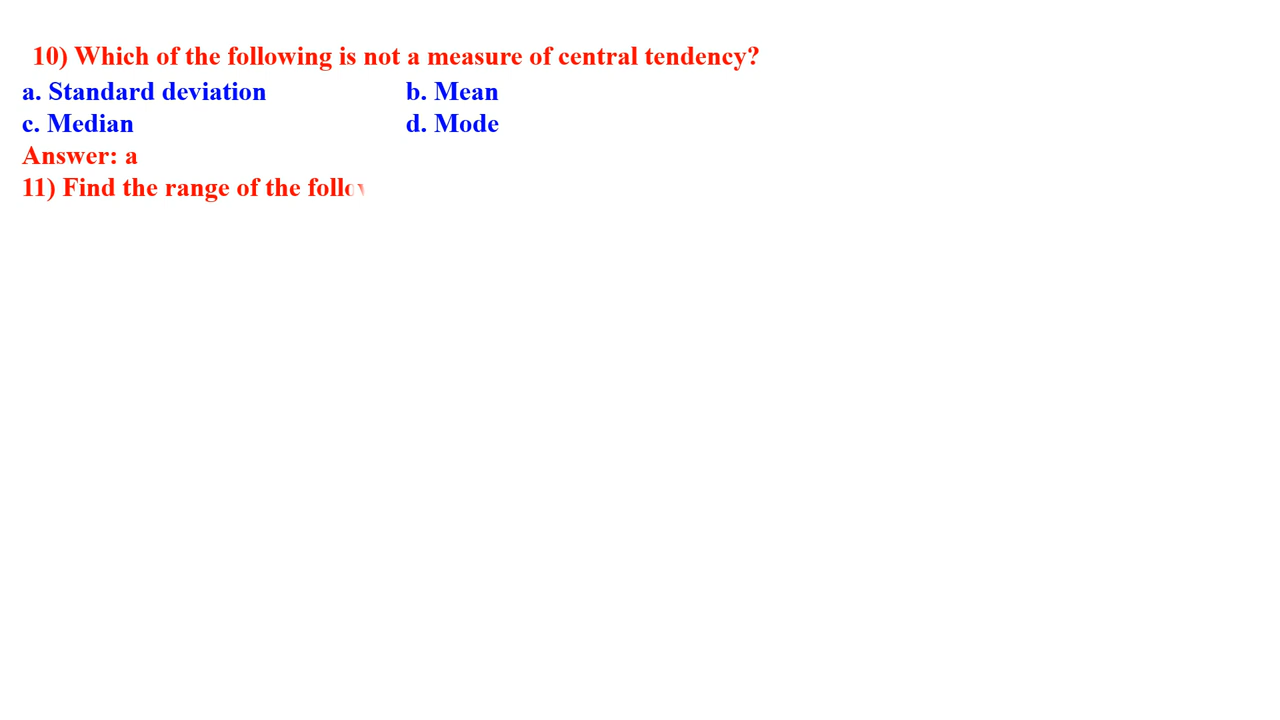 10) Which of the following is not a measure of central tendency?
a. Standard deviation b. Mean
c. Median d. Mode
Answer: a
11) Find the range of the